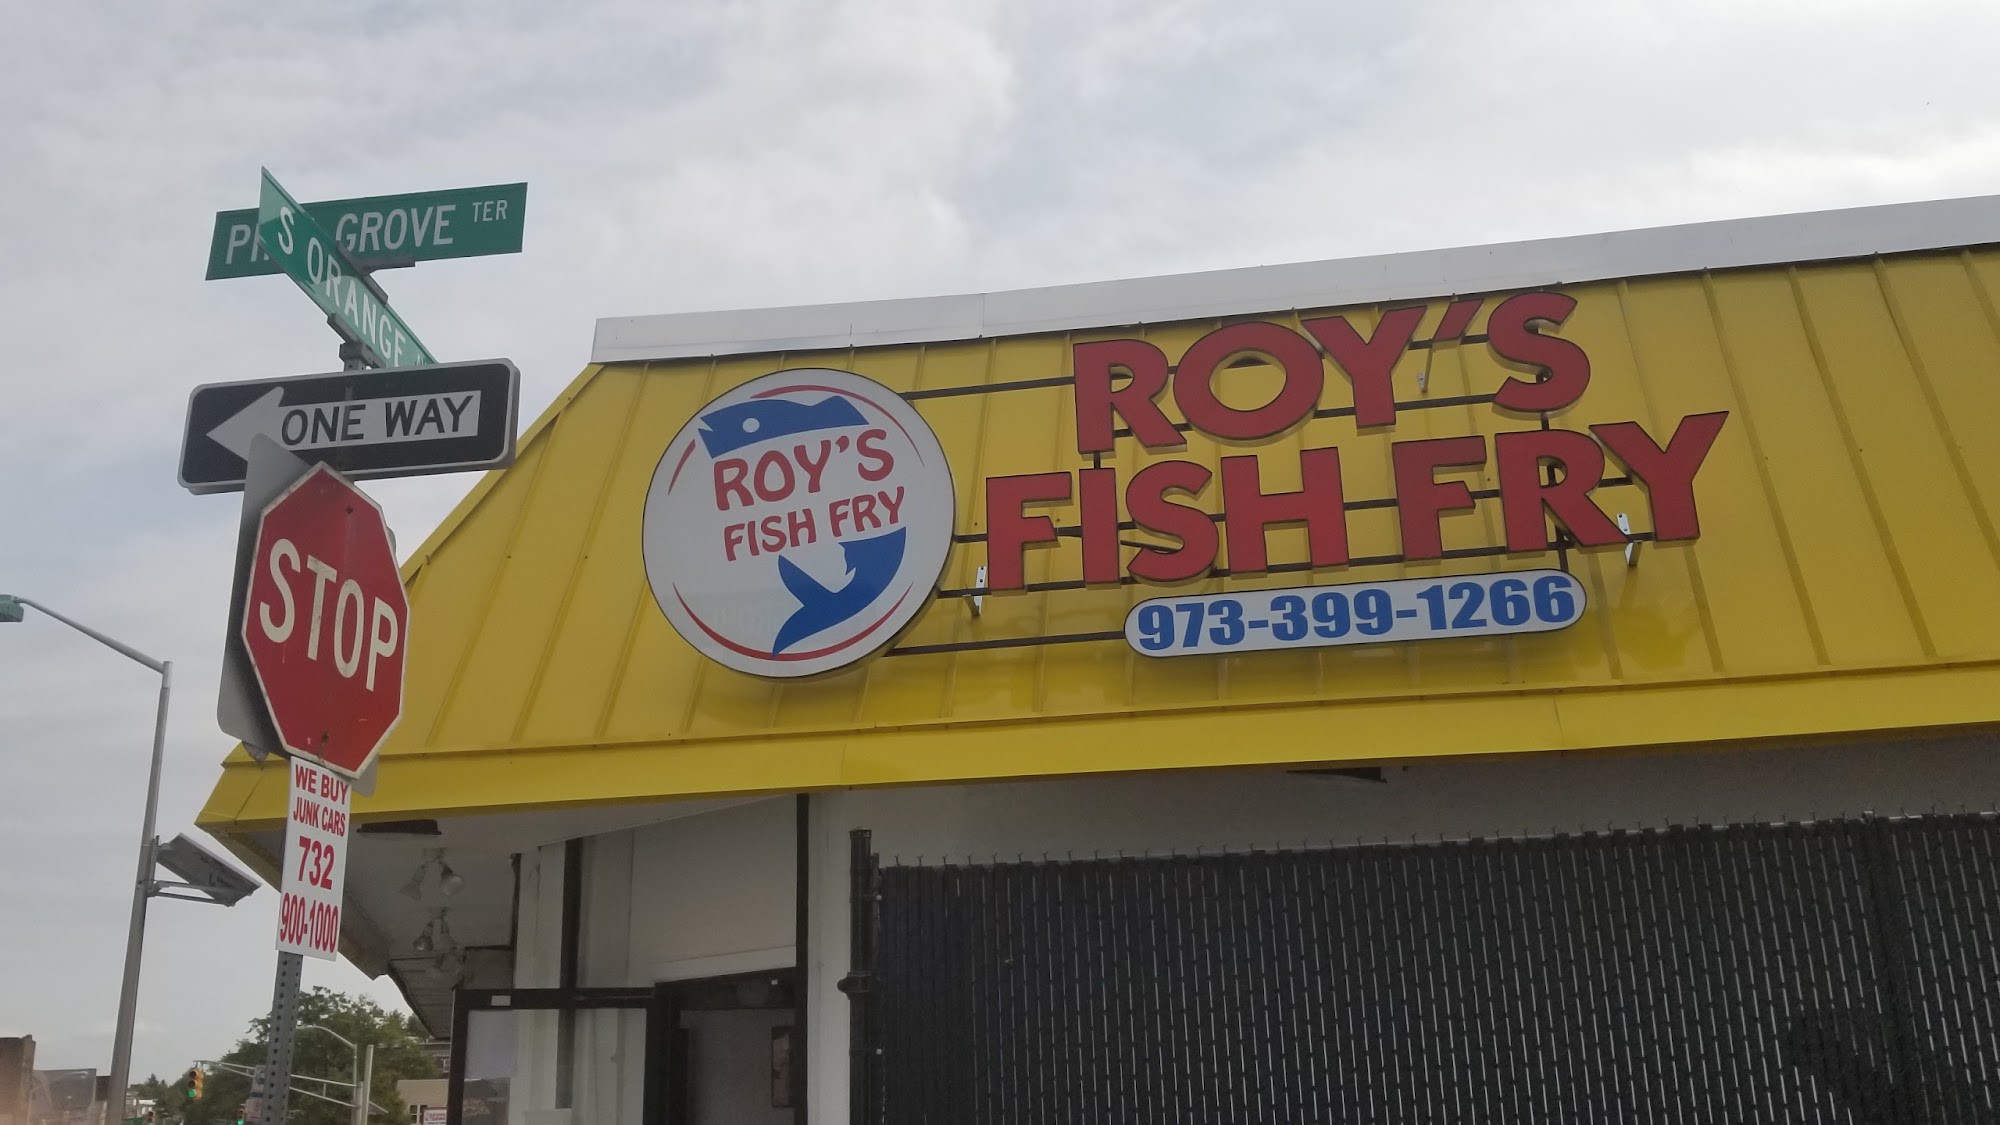 GROVE TER
S ORANGE
ONE WAY
STOP
WE BUY
JUNK CARS
732
900-1000
ROY'S
FISH FRY
ROY'S
FISH FRY
973-399-1266